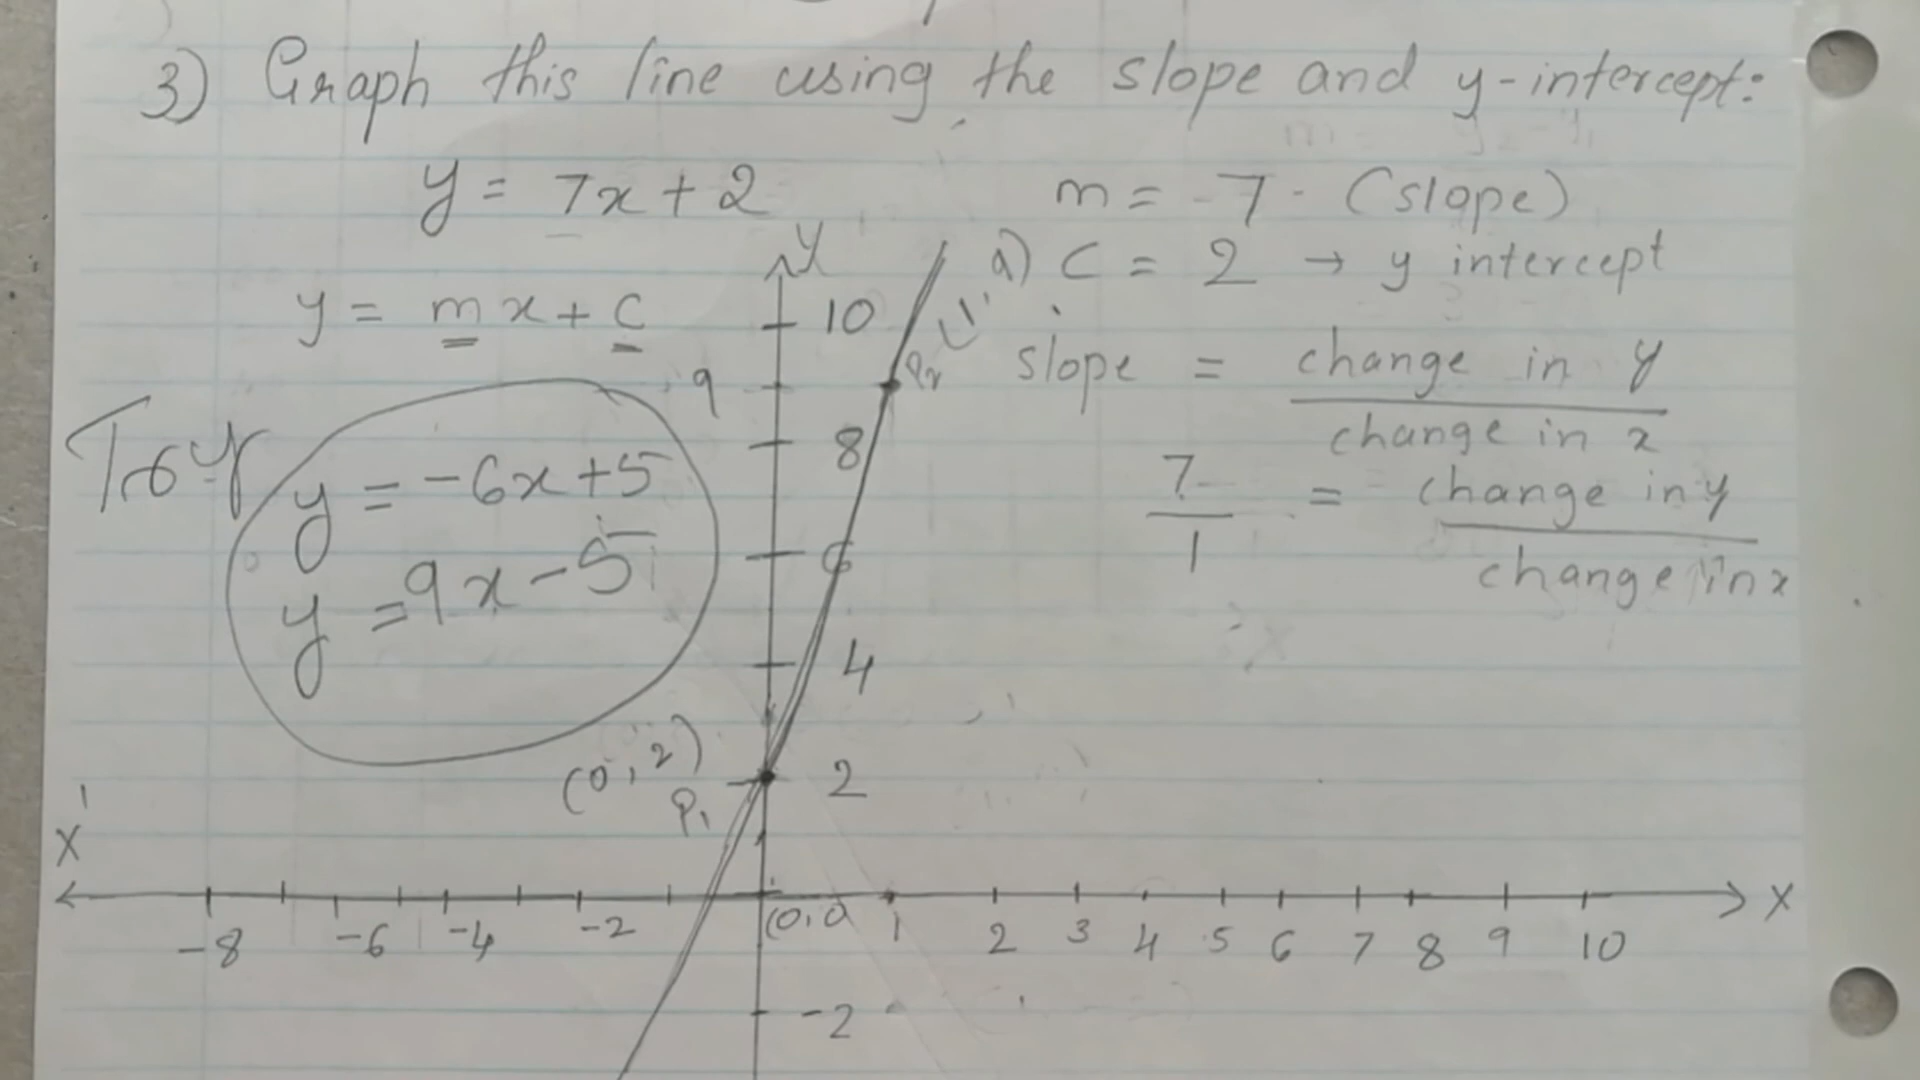 3) Graph this line using the slope and y-intercept:
y = 7x + 2
m = 7 (slope)
a) c = 2 → y intercept
y = mx + c
slope = change in y / change in x
7/1 = change in y / change in x
Try
y = -6x+5
y = 9x-5
y
10
9
P2
L1
8
6
4
(0,2)
2
P1
X'
X
-8 -6 -4 -2 (0,0 1 2 3 4 5 6 7 8 9 10
-2